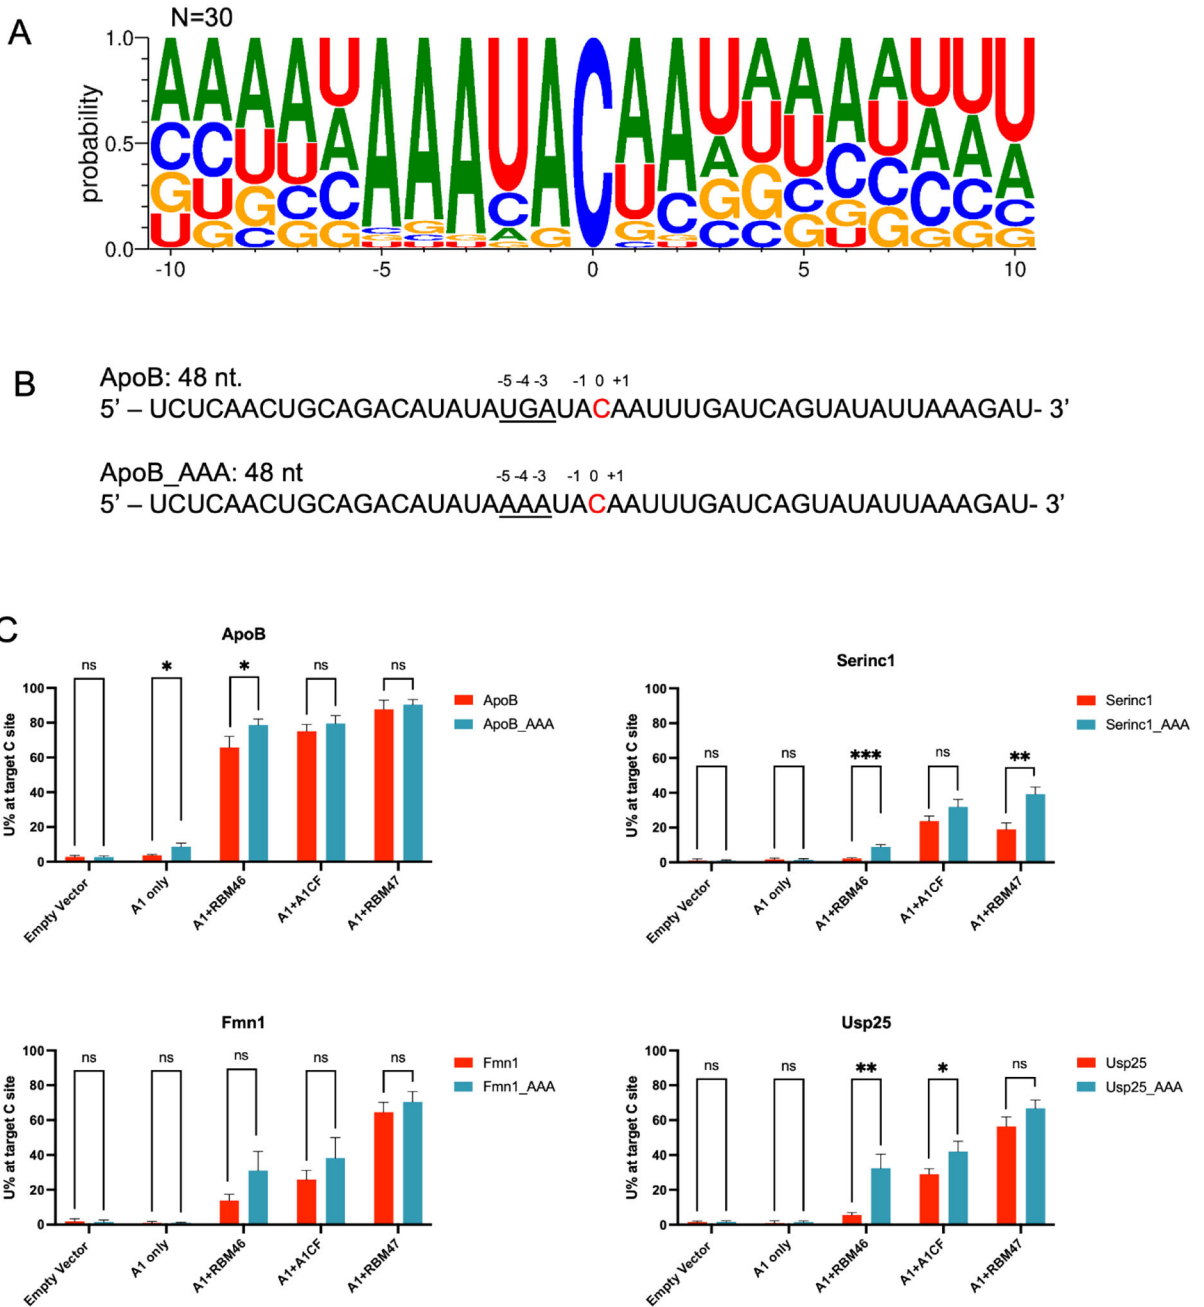 A
N=30
probability
1.0
0.5
0.0
A A A A U A A A U A C A A U A A A A U U U
C C U U A A U A U U C U A A A
G U G C C C C U C G G C C C C C
U G C G G G A G G U G G G G
U U U G C C C G U G
-10 -5 0 5 10
B
ApoB: 48 nt.
-5 -4 -3 -1 0 +1
5’ – UCUCAACUGCAGACAUAUAUGAUACAAUUUGAUCAGUAUAUUAAAGAU- 3’
ApoB_AAA: 48 nt
-5 -4 -3 -1 0 +1
5’ – UCUCAACUGCAGACAUAUAAAAUACAAUUUGAUCAGUAUAUUAAAGAU- 3’
C
ApoB
ns * * ns ns
U% at target C site
100
80
60
40
20
0
Empty Vector
A1 only
A1+RBM46
A1+A1CF
A1+RBM47
ApoB
ApoB_AAA
Serinc1
ns ns *** ns **
U% at target C site
100
80
60
40
20
0
Empty Vector
A1 only
A1+RBM46
A1+A1CF
A1+RBM47
Serinc1
Serinc1_AAA
Fmn1
ns ns ns ns ns
U% at target C site
100
80
60
40
20
0
Empty Vector
A1 only
A1+RBM46
A1+A1CF
A1+RBM47
Fmn1
Fmn1_AAA
Usp25
ns ns ** * ns
U% at target C site
100
80
60
40
20
0
Empty Vector
A1 only
A1+RBM46
A1+A1CF
A1+RBM47
Usp25
Usp25_AAA